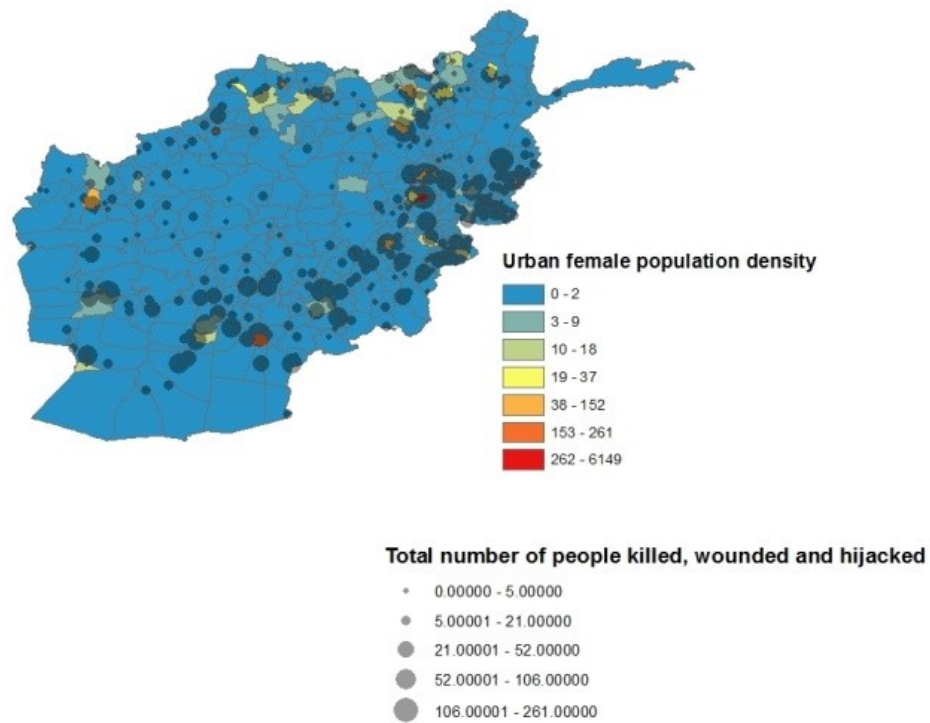 Urban female population density
0 - 2
3 - 9
10 - 18
19 - 37
38 - 152
153 - 261
262 - 6149
Total number of people killed, wounded and hijacked
0.00000 - 5.00000
5.00001 - 21.00000
21.00001 - 52.00000
52.00001 - 106.00000
106.00001 - 261.00000